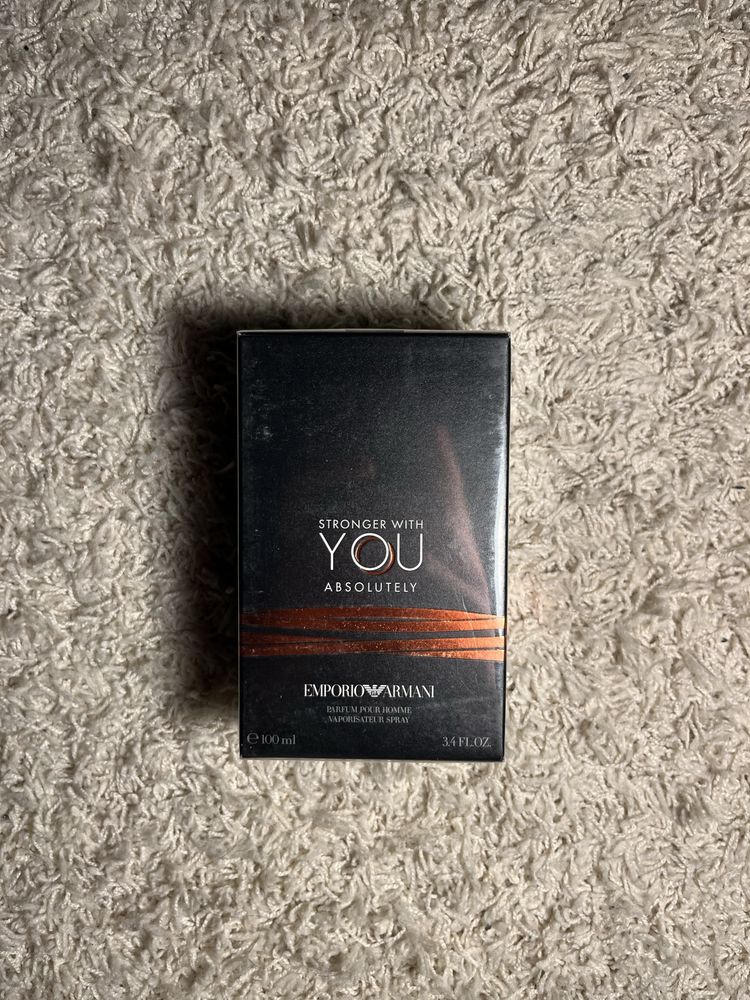 STRONGER WITH
YOU
ABSOLUTELY
EMPORIO ARMANI
PARFUM POUR HOMME
VAPORISATEUR SPRAY
℮ 100 ml 3.4 FL.OZ.